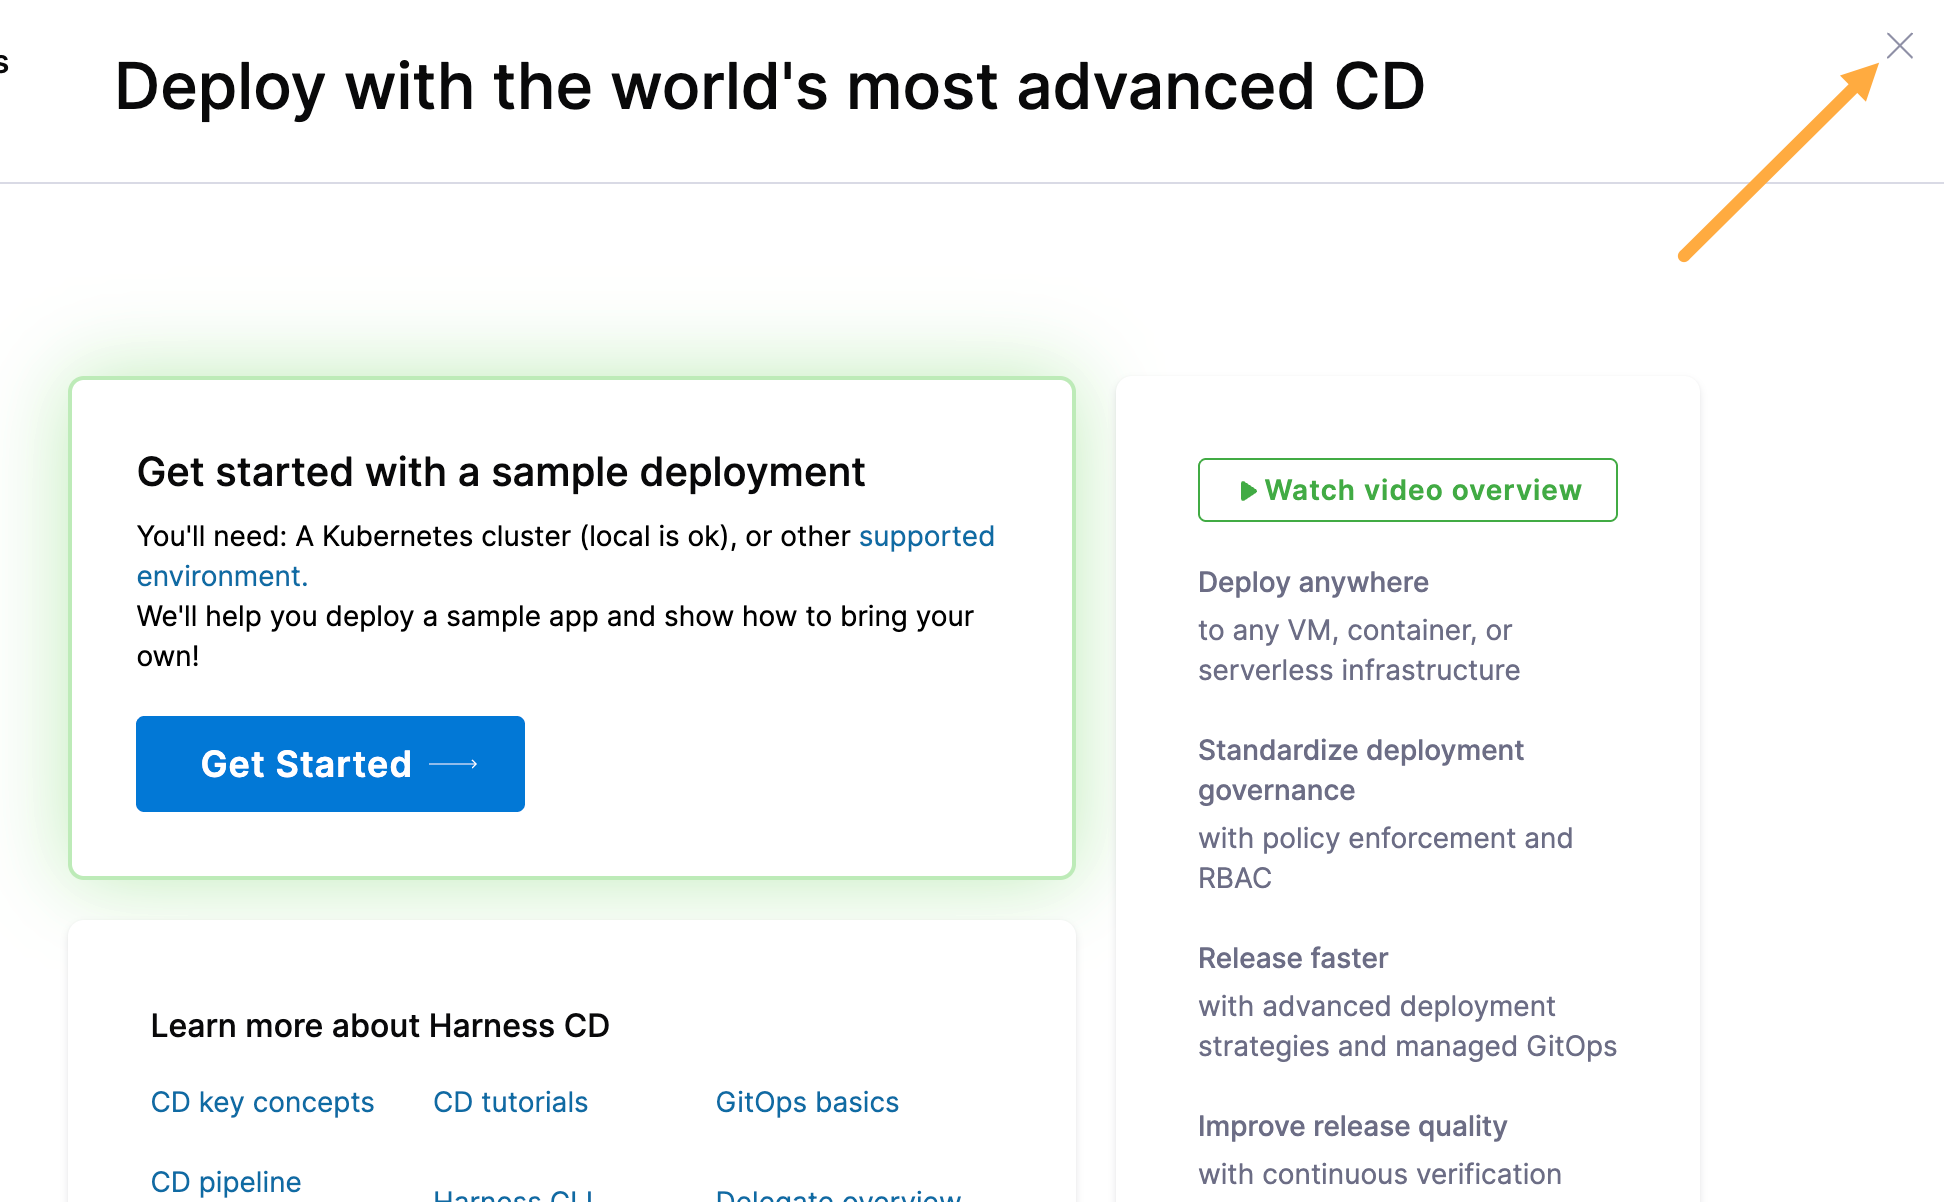 s
Deploy with the world's most advanced CD
Get started with a sample deployment
You'll need: A Kubernetes cluster (local is ok), or other supported
environment.
We'll help you deploy a sample app and show how to bring your
own!
Get Started
Learn more about Harness CD
CD key concepts
CD tutorials
GitOps basics
CD pipeline
Harness CLI
Delegate overview
Watch video overview
Deploy anywhere
to any VM, container, or
serverless infrastructure
Standardize deployment
governance
with policy enforcement and
RBAC
Release faster
with advanced deployment
strategies and managed GitOps
Improve release quality
with continuous verification